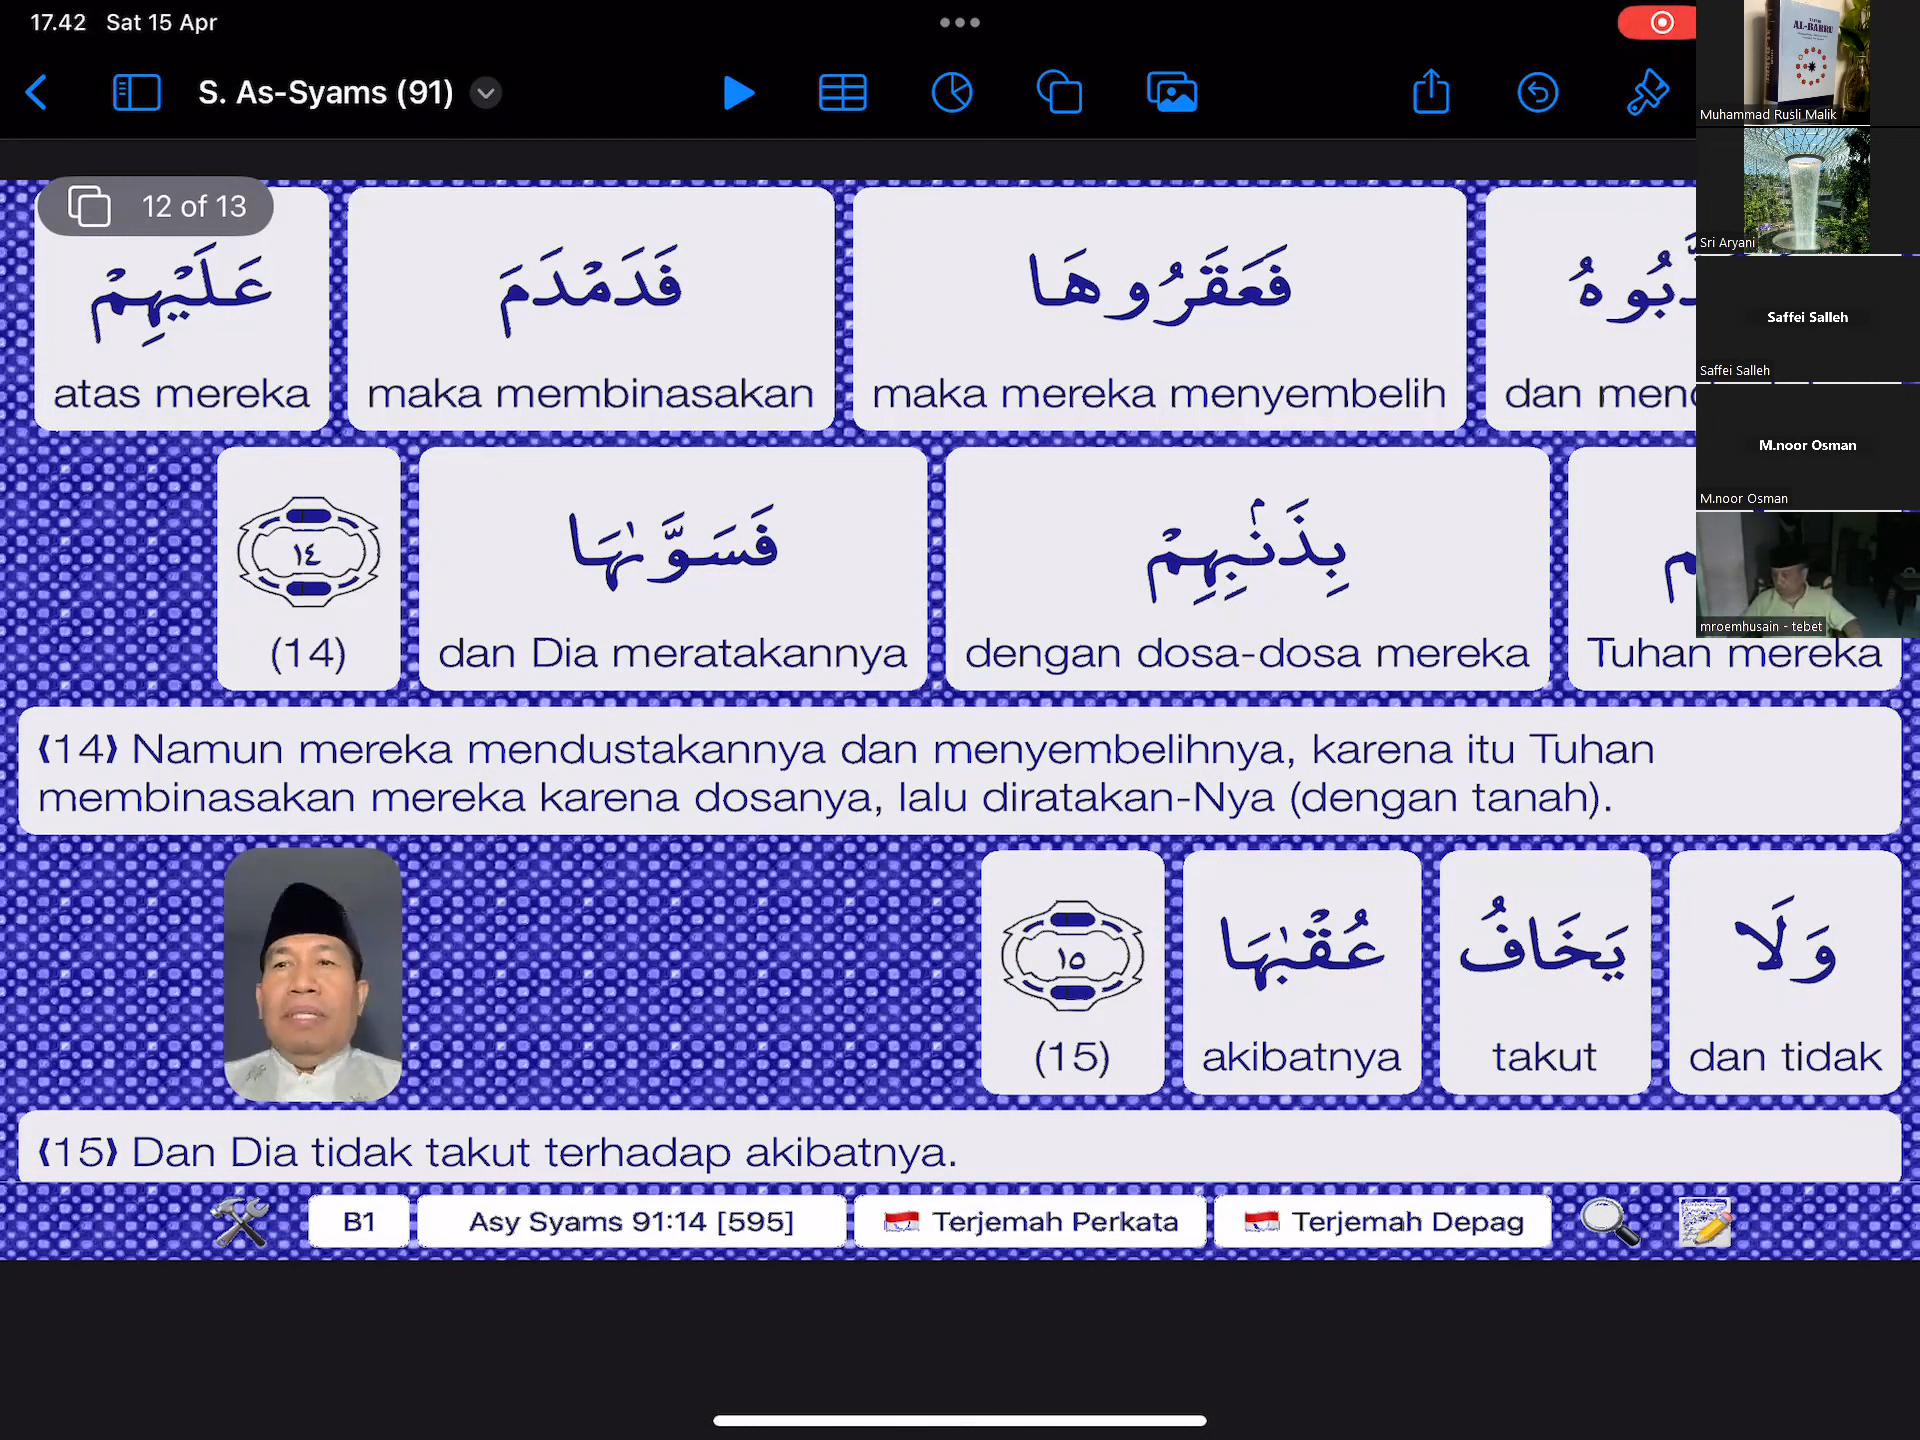 17.42 Sat 15 Apr
S. As-Syams (91)
12 of 13
Muhammad Rusli Malik
AL-BARRU
Sri Aryani
Saffei Salleh
Saffei Salleh
M.noor Osman
M.noor Osman
mroemhusain - tebet
فَعَقَرُوهَا فَدَمْدَمَ عَلَيْهِمْ
dan mend
maka mereka menyembelih
maka membinasakan
atas mereka
بِذَنۢبِهِمْ فَسَوَّىٰهَا ١٤
Tuhan mereka
dengan dosa-dosa mereka
dan Dia meratakannya
(14)
(14) Namun mereka mendustakannya dan menyembelihnya, karena itu Tuhan
membinasakan mereka karena dosanya, lalu diratakan-Nya (dengan tanah).
وَلَا يَخَافُ عُقْبَٰهَا ١٥
dan tidak
takut
akibatnya
(15)
(15) Dan Dia tidak takut terhadap akibatnya.
B1
Asy Syams 91:14 [595]
Terjemah Perkata
Terjemah Depag